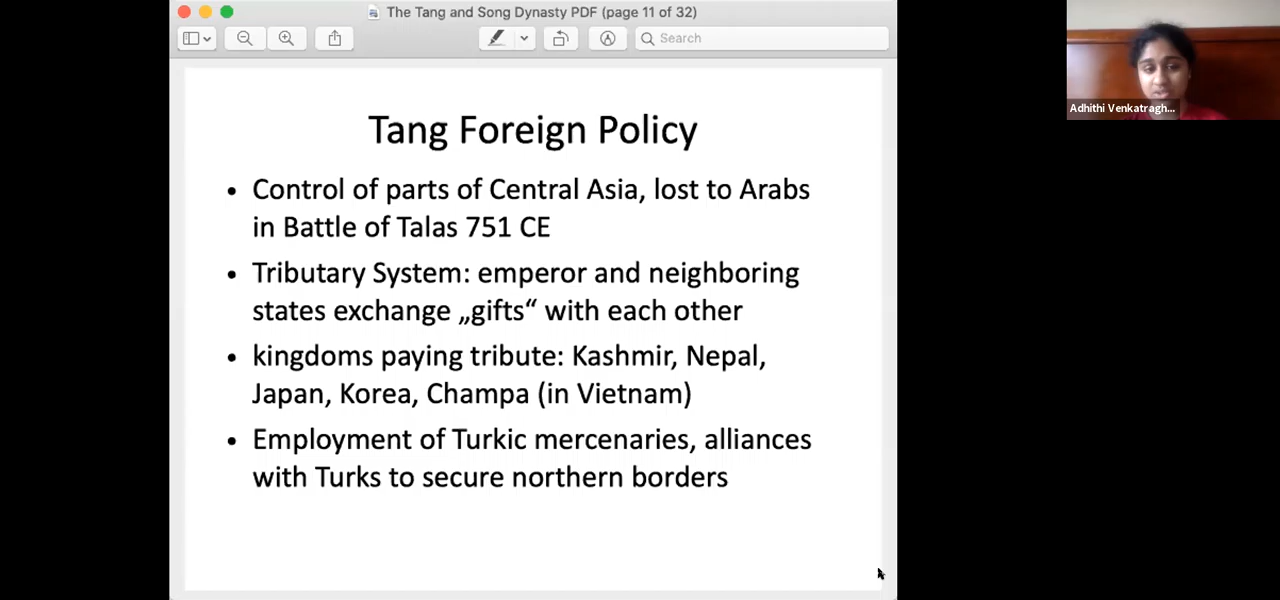 The Tang and Song Dynasty PDF (page 11 of 32)
Search
Adhithi Venkatragh...
Tang Foreign Policy
• Control of parts of Central Asia, lost to Arabs
in Battle of Talas 751 CE
• Tributary System: emperor and neighboring
states exchange „gifts“ with each other
• kingdoms paying tribute: Kashmir, Nepal,
Japan, Korea, Champa (in Vietnam)
• Employment of Turkic mercenaries, alliances
with Turks to secure northern borders